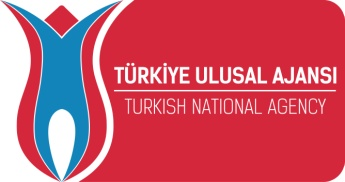 TÜRKİYE ULUSAL AJANSI
TURKISH NATIONAL AGENCY